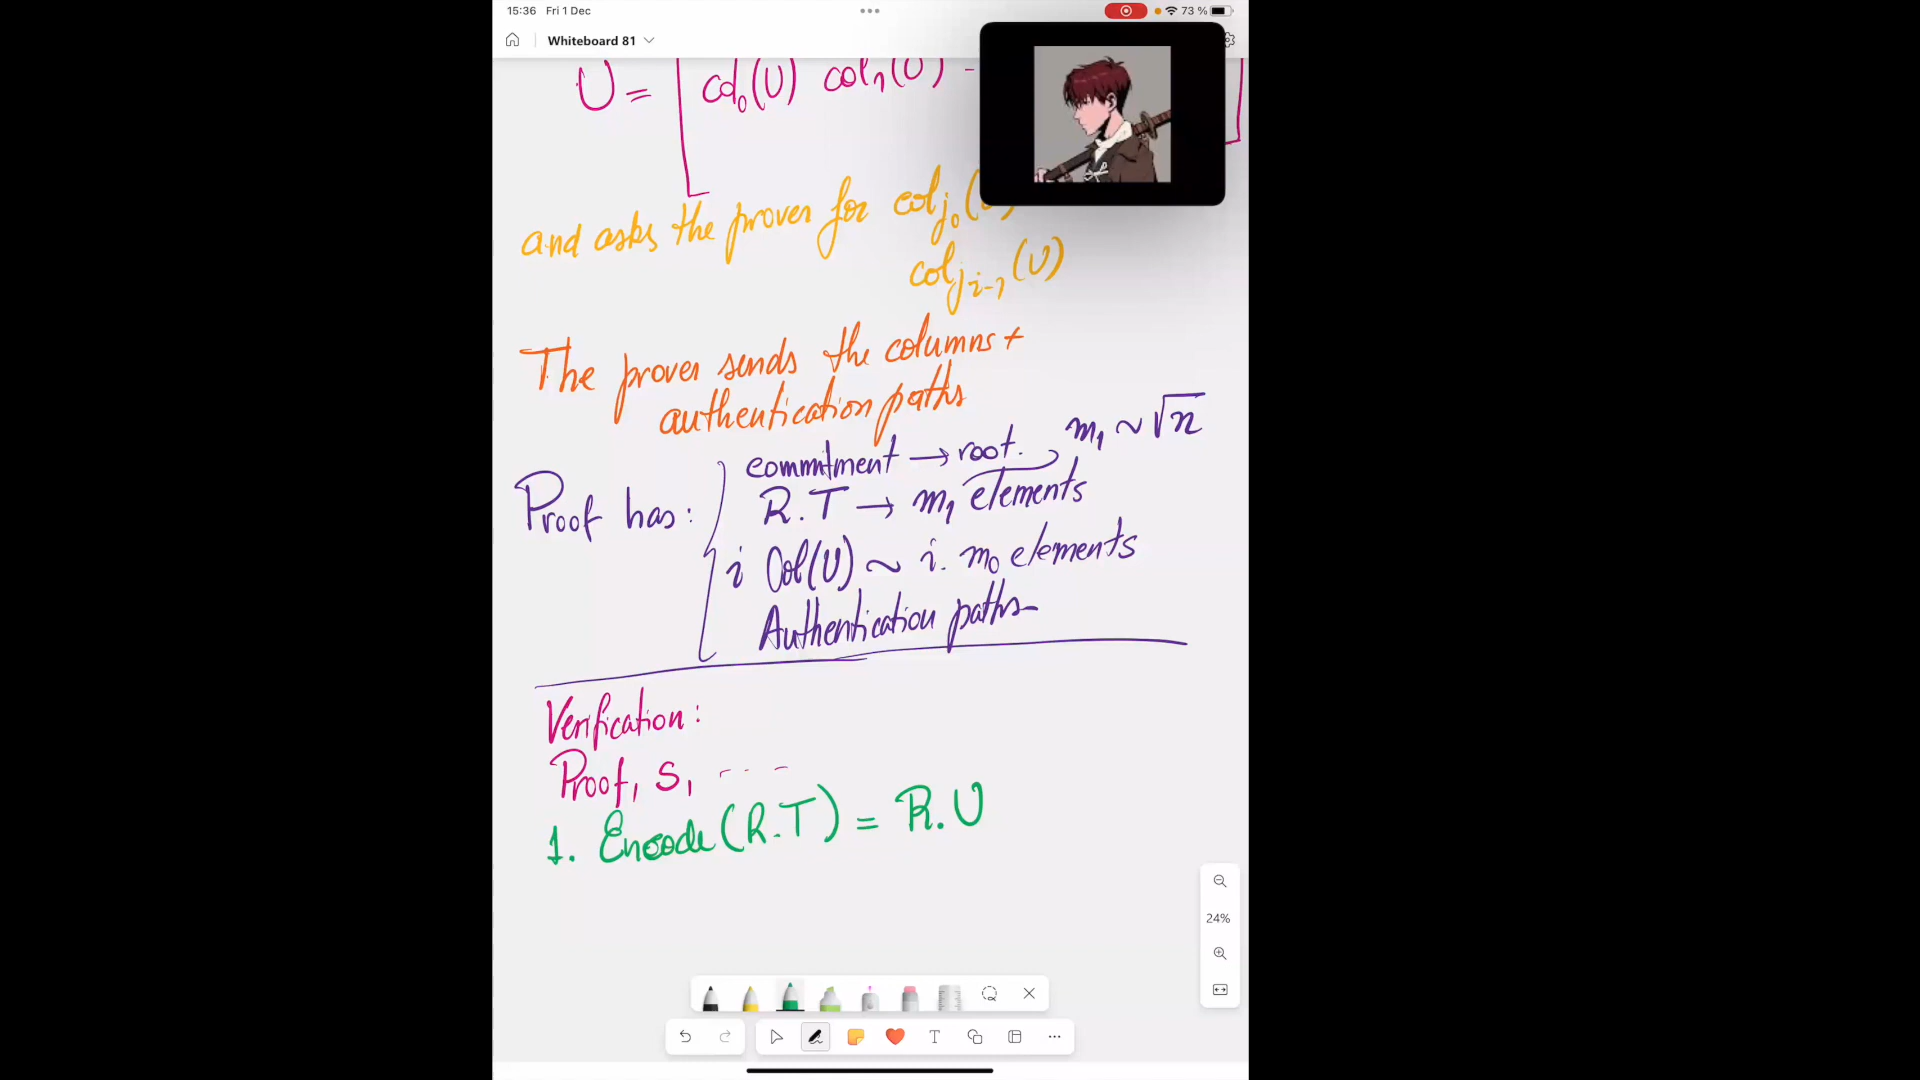 15:36 Fri 1 Dec
73 %
Whiteboard 81
U = col₀(U) col₁(U) -
and asks the prover for colj₀(
colj i-1 (U)
The prover sends the columns +
authentication paths
Proof has:
commitment → root. m₁ ~ √n
R.T → m₁ elements
i Col(U) ~ i. m₀ elements
Authentication paths
Verification:
Proof, s, - - -
1. Encode(R.T) = R.U
24%
T